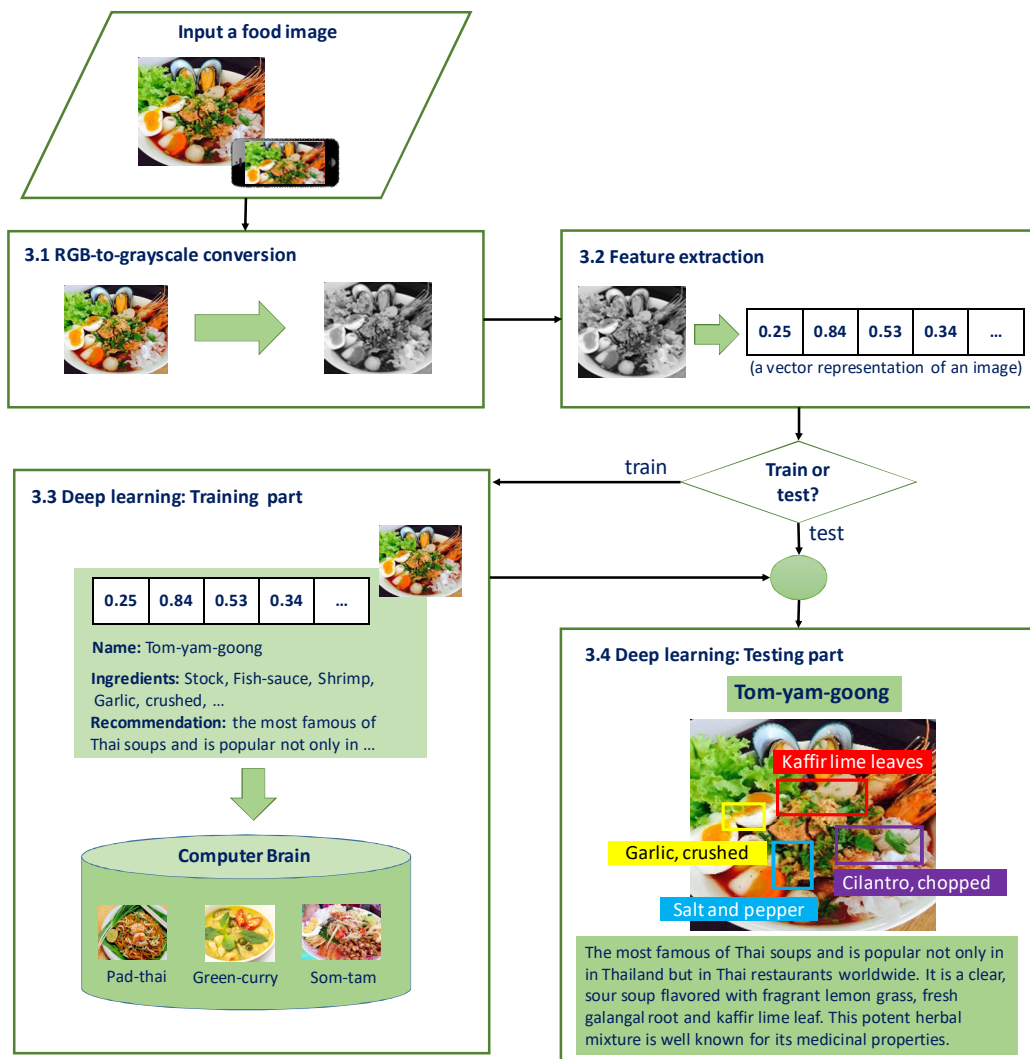 Input a food image
3.1 RGB-to-grayscale conversion
3.2 Feature extraction
0.25 0.84 0.53 0.34 ...
(a vector representation of an image)
Train or
test?
train
test
3.3 Deep learning: Training part
0.25 0.84 0.53 0.34 ...
Name: Tom-yam-goong
Ingredients: Stock, Fish-sauce, Shrimp,
Garlic, crushed, ...
Recommendation: the most famous of
Thai soups and is popular not only in ...
Computer Brain
Pad-thai
Green-curry
Som-tam
3.4 Deep learning: Testing part
Tom-yam-goong
Kaffir lime leaves
Garlic, crushed
Cilantro, chopped
Salt and pepper
The most famous of Thai soups and is popular not only in
in Thailand but in Thai restaurants worldwide. It is a clear,
sour soup flavored with fragrant lemon grass, fresh
galangal root and kaffir lime leaf. This potent herbal
mixture is well known for its medicinal properties.